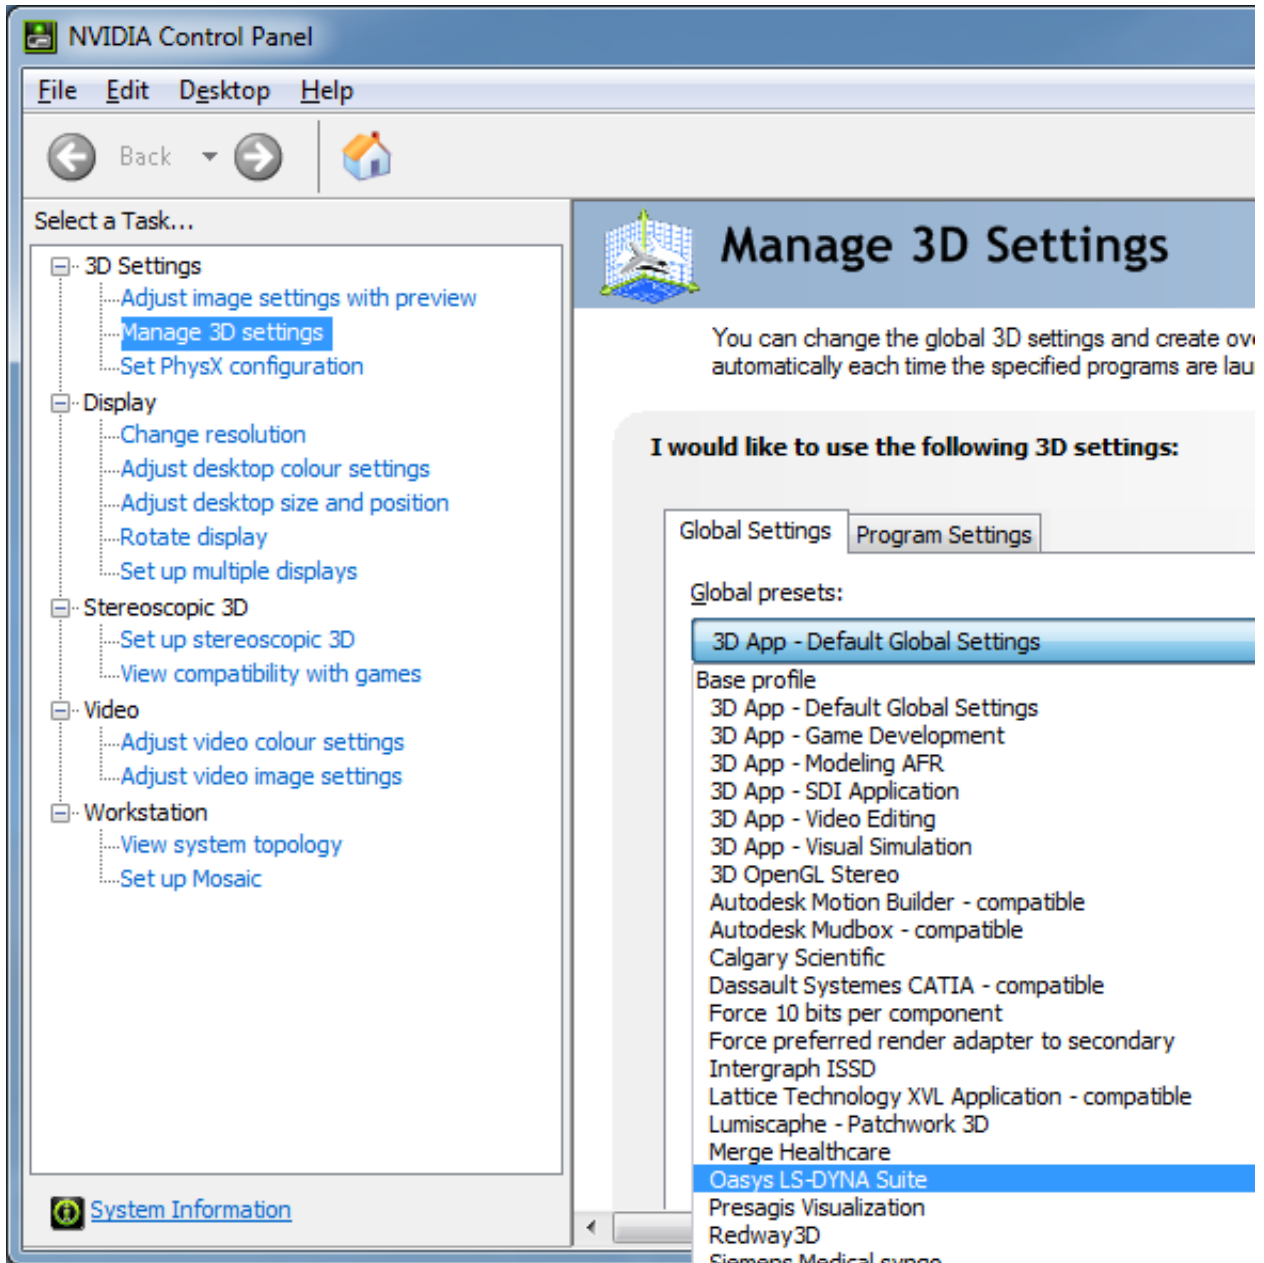 NVIDIA Control Panel
File Edit Desktop Help
Back
Select a Task...
3D Settings
Adjust image settings with preview
Manage 3D settings
Set PhysX configuration
Display
Change resolution
Adjust desktop colour settings
Adjust desktop size and position
Rotate display
Set up multiple displays
Stereoscopic 3D
Set up stereoscopic 3D
View compatibility with games
Video
Adjust video colour settings
Adjust video image settings
Workstation
View system topology
Set up Mosaic
System Information
Manage 3D Settings
You can change the global 3D settings and create
automatically each time the specified programs are
I would like to use the following 3D settings:
Global Settings Program Settings
Global presets:
3D App - Default Global Settings
Base profile
3D App - Default Global Settings
3D App - Game Development
3D App - Modeling AFR
3D App - SDI Application
3D App - Video Editing
3D App - Visual Simulation
3D OpenGL Stereo
Autodesk Motion Builder - compatible
Autodesk Mudbox - compatible
Calgary Scientific
Dassault Systemes CATIA - compatible
Force 10 bits per component
Force preferred render adapter to secondary
Intergraph ISSD
Lattice Technology XVL Application - compatible
Lumiscaphe - Patchwork 3D
Merge Healthcare
Oasys LS-DYNA Suite
Presagis Visualization
Redway3D
Siemens Medical syngo